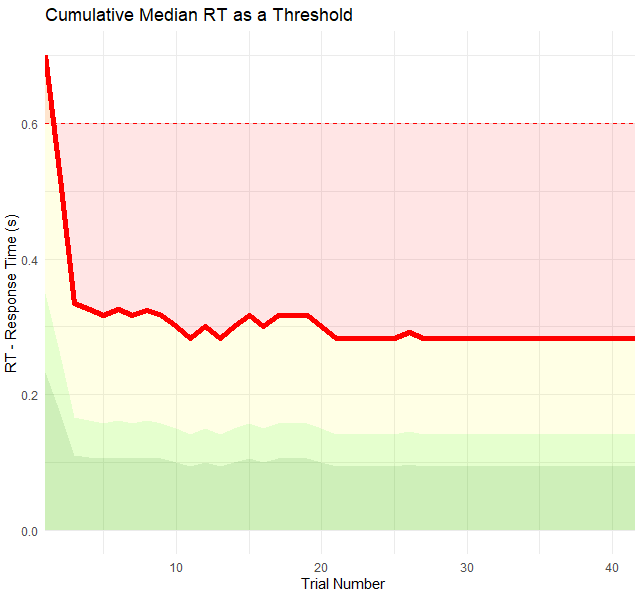 Cumulative Median RT as a Threshold
RT - Response Time (s)
0.6
0.4
0.2
0.0
10 20 30 40
Trial Number